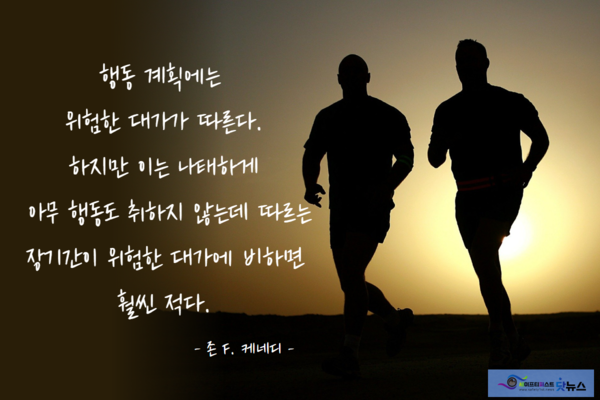 행동 계획에는
위험한 대가가 따른다.
하지만 이는 나태하게
아무 행동도 취하지 않는데 따르는
장기간이 위험한 대가에 비하면
훨씬 적다.
- 존 F. 케네디 -
닷뉴스